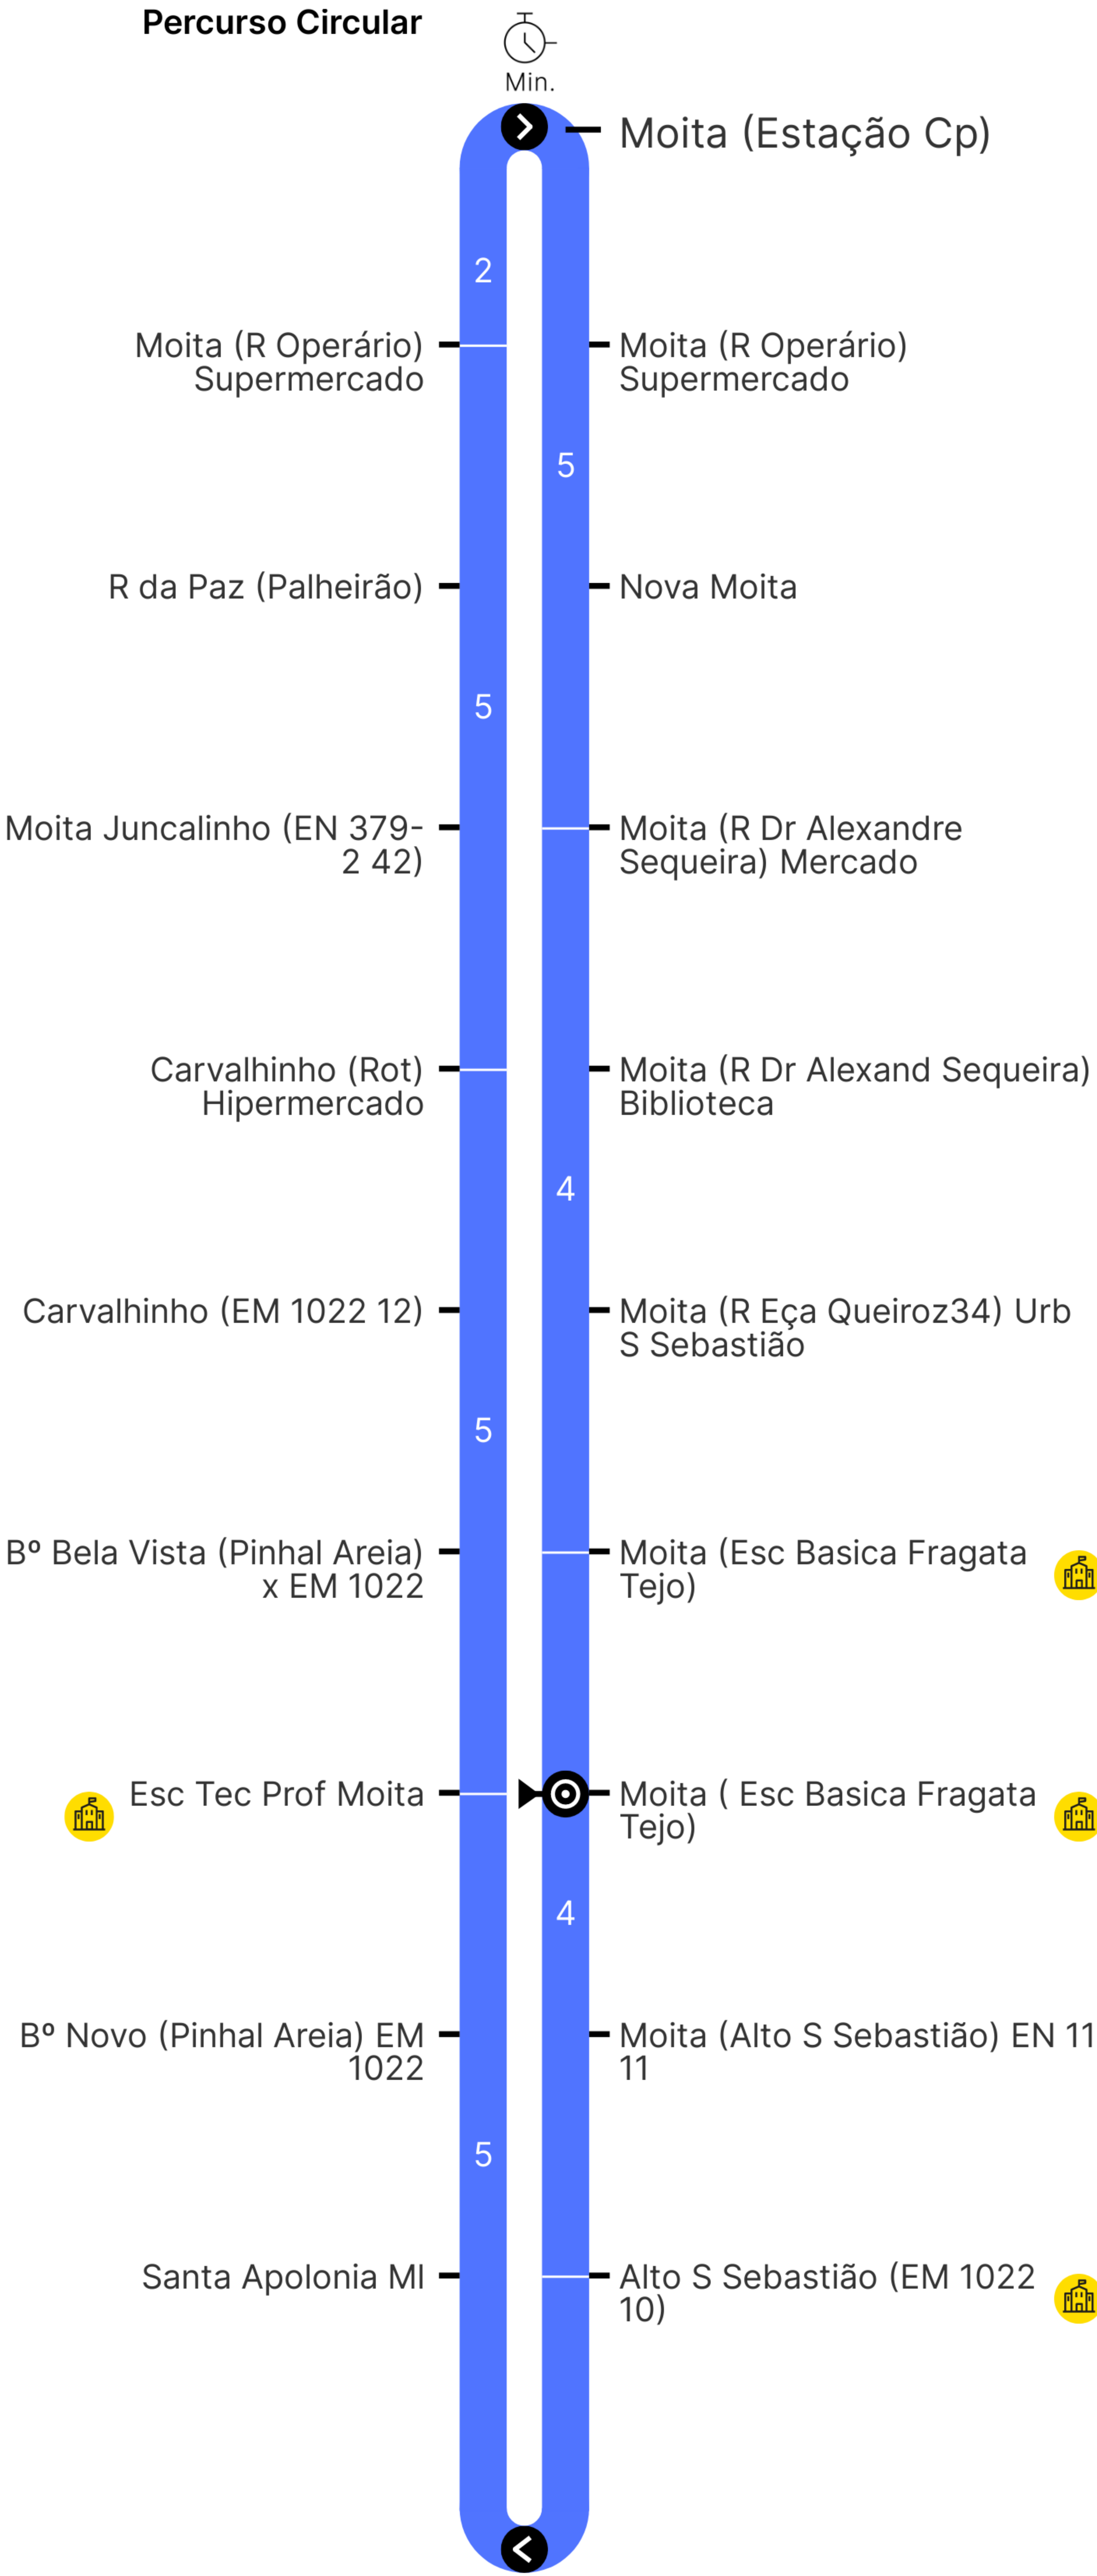 Percurso Circular
Min.
Moita (Estação Cp)
2
Moita (R Operário)
Supermercado
Moita (R Operário)
Supermercado
5
R da Paz (Palheirão)
Nova Moita
5
Moita Juncalinho (EN 379-
2 42)
Moita (R Dr Alexandre
Sequeira) Mercado
Carvalhinho (Rot)
Hipermercado
Moita (R Dr Alexand Sequeira)
Biblioteca
4
Carvalhinho (EM 1022 12)
Moita (R Eça Queiroz34) Urb
S Sebastião
5
Bº Bela Vista (Pinhal Areia)
x EM 1022
Moita (Esc Basica Fragata
Tejo)
Esc Tec Prof Moita
Moita ( Esc Basica Fragata
Tejo)
4
Bº Novo (Pinhal Areia) EM
1022
Moita (Alto S Sebastião) EN 11
11
5
Santa Apolonia MI
Alto S Sebastião (EM 1022
10)